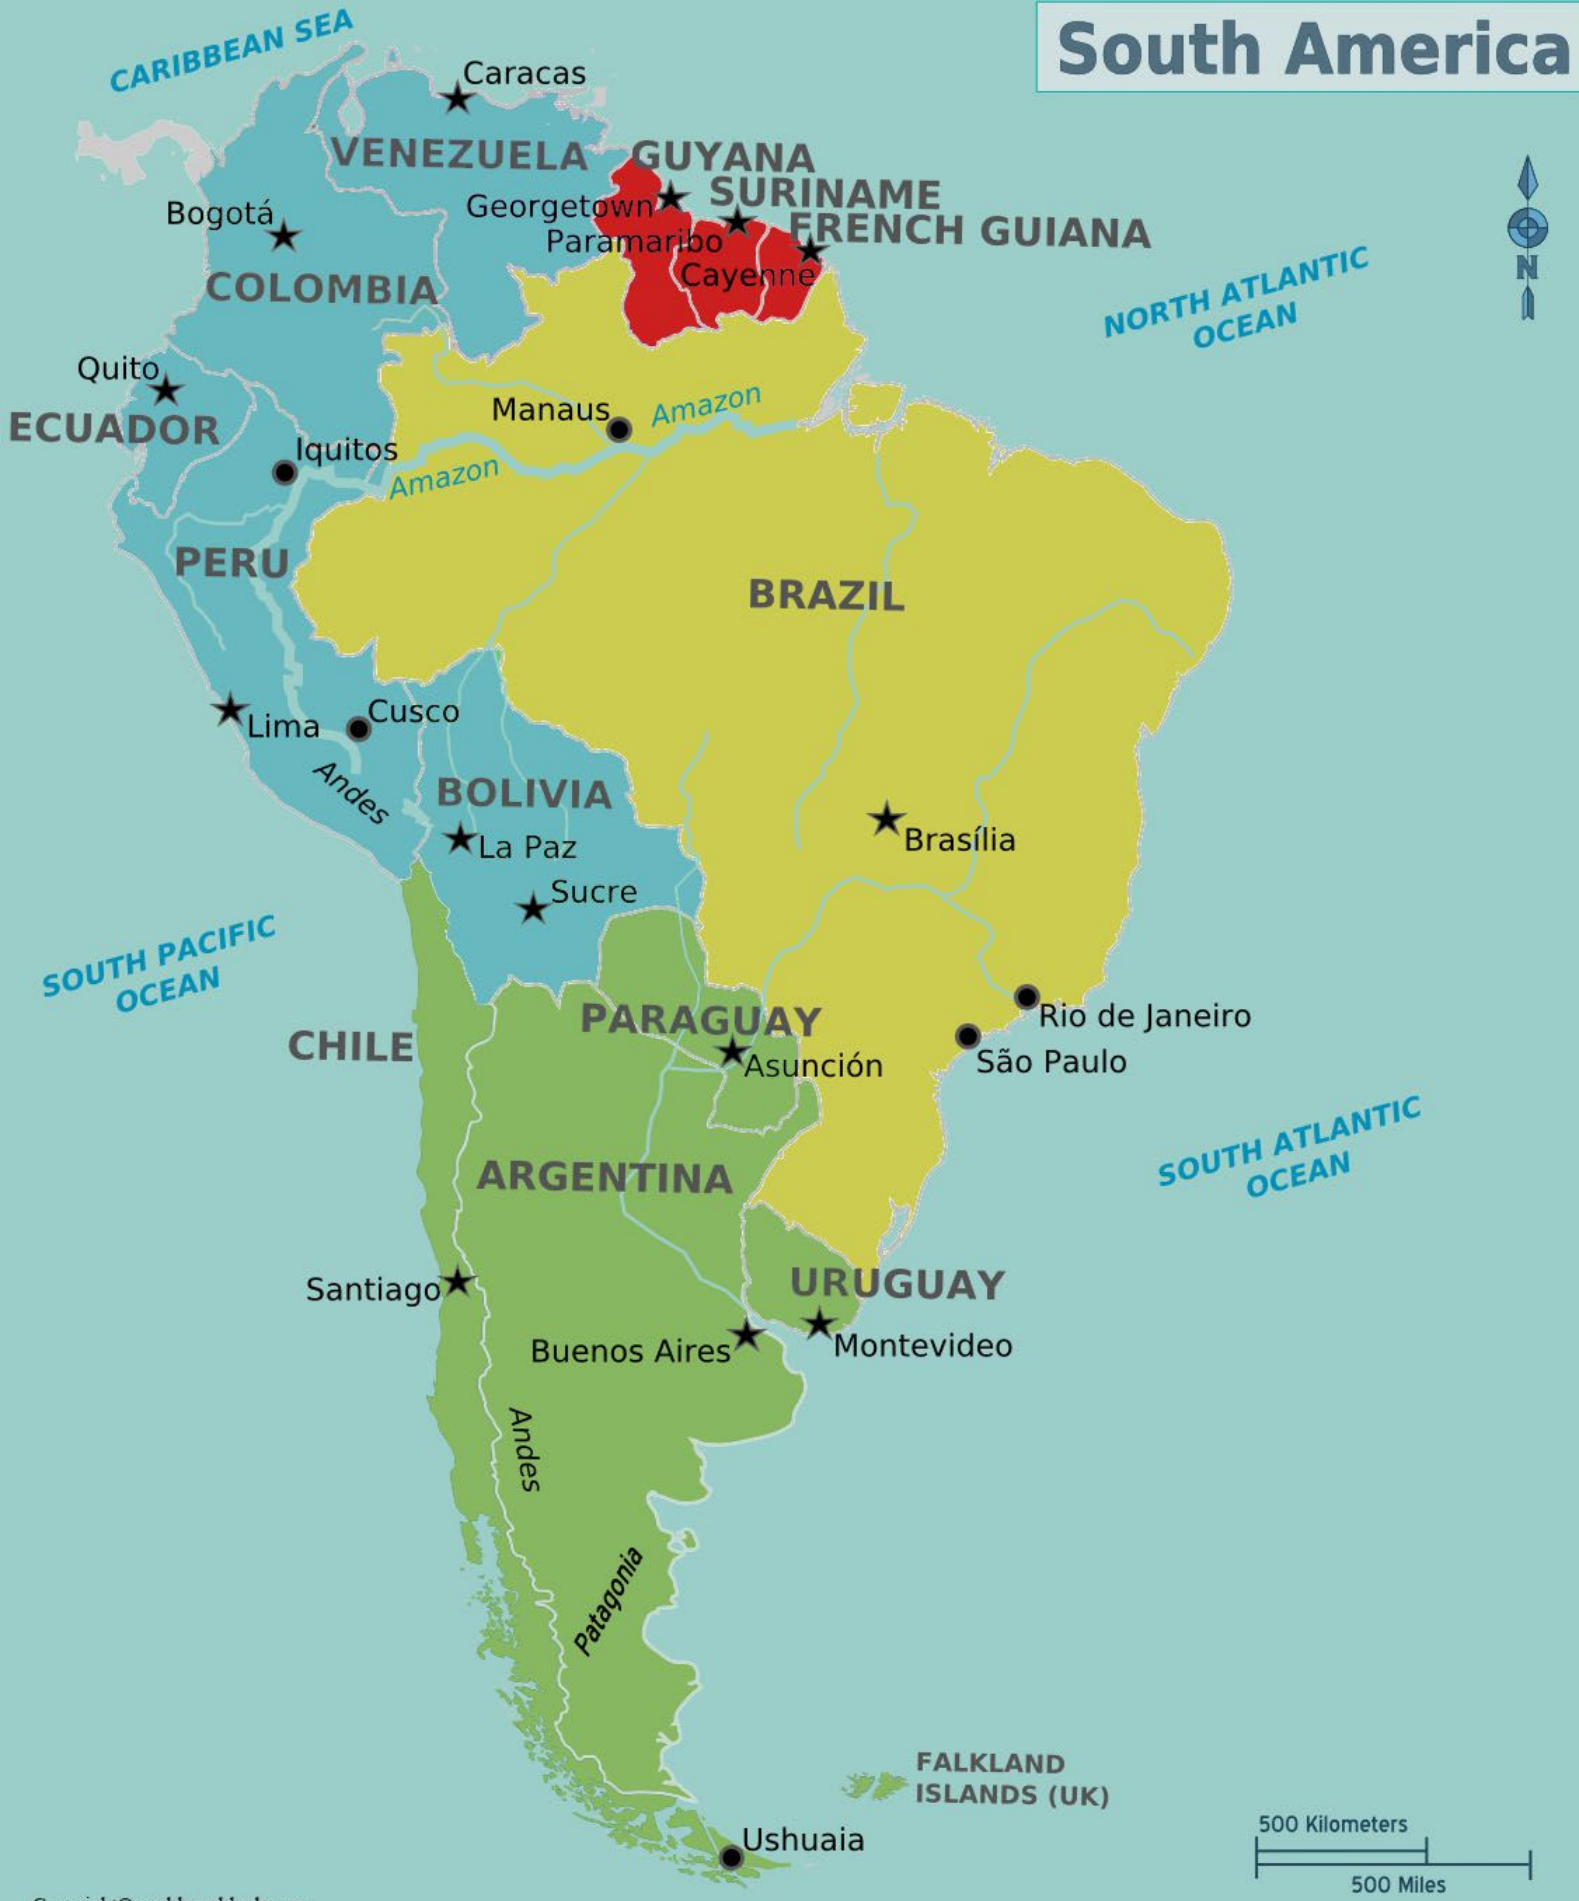 South America
CARIBBEAN SEA
Caracas
VENEZUELA
GUYANA
SURINAME
Georgetown
Bogotá
FRENCH GUIANA
Paramaribo
Cayenne
COLOMBIA
N
NORTH ATLANTIC
OCEAN
Quito
ECUADOR
Manaus
Amazon
Iquitos
Amazon
PERU
BRAZIL
Lima
Cusco
Andes
BOLIVIA
La Paz
Brasília
Sucre
SOUTH PACIFIC
OCEAN
PARAGUAY
Rio de Janeiro
CHILE
Asunción
São Paulo
SOUTH ATLANTIC
OCEAN
ARGENTINA
Santiago
URUGUAY
Buenos Aires
Montevideo
Andes
Patagonia
FALKLAND
ISLANDS (UK)
Ushuaia
500 Kilometers
500 Miles